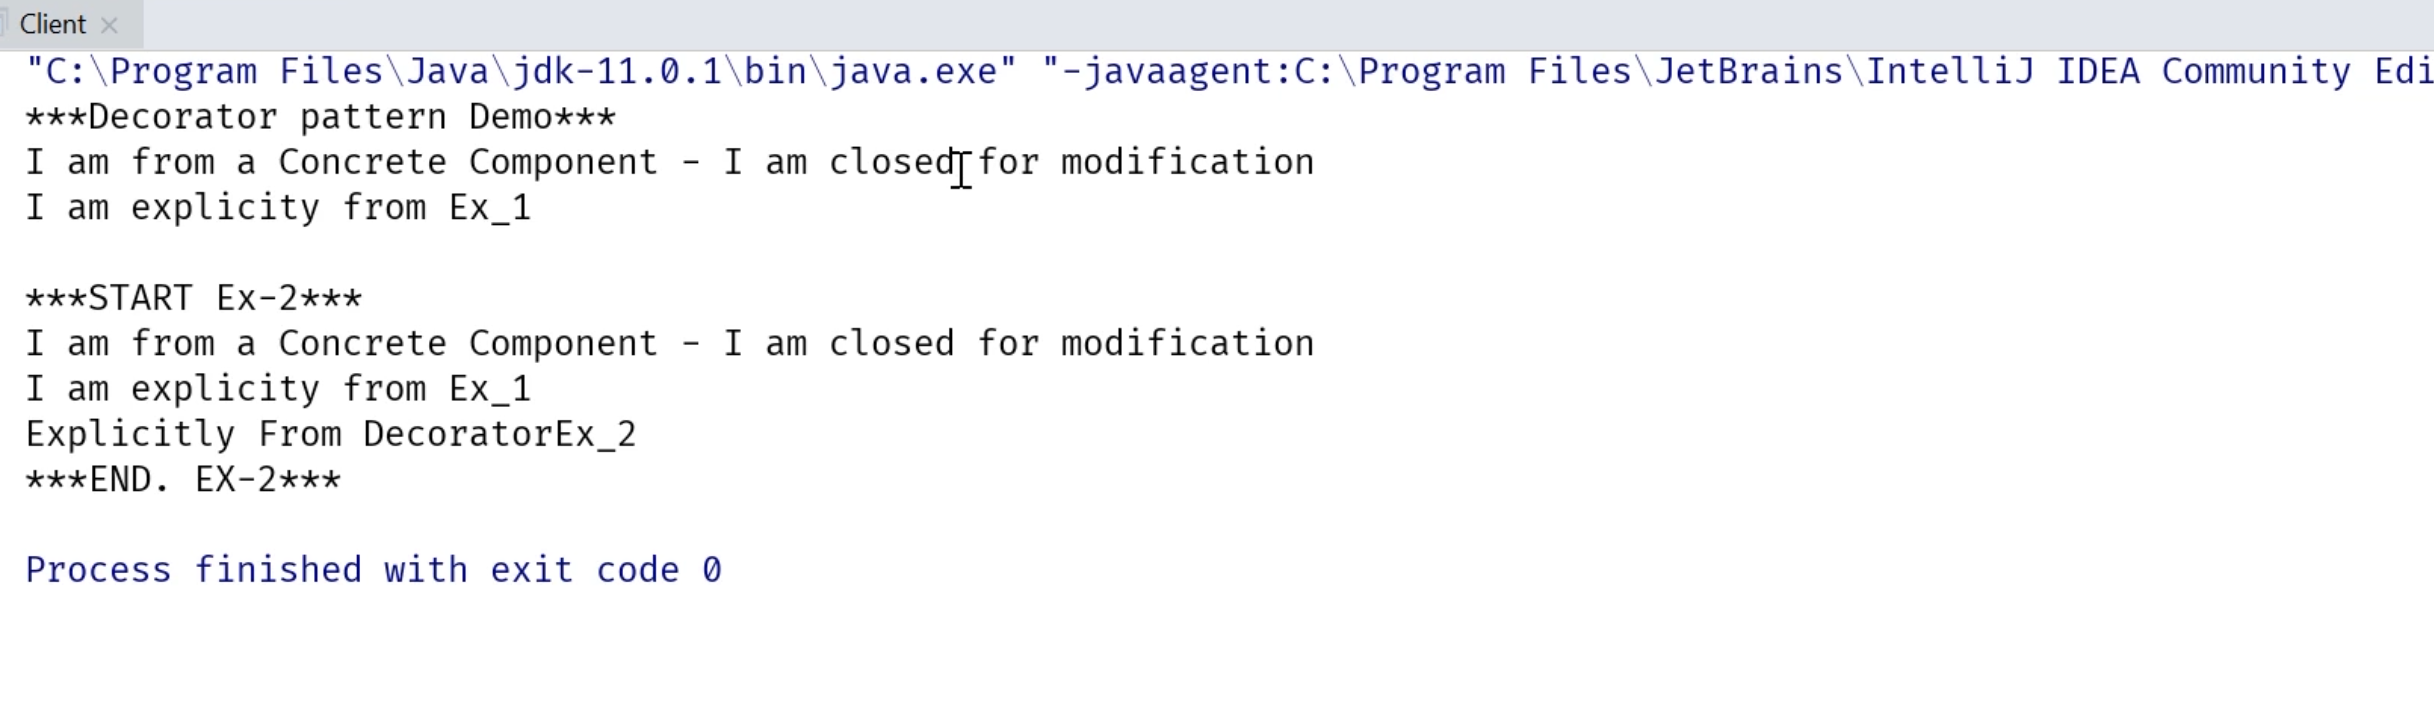 Client
"C:\Program Files\Java\jdk-11.0.1\bin\java.exe" "-javaagent:C:\Program Files\JetBrains\IntelliJ IDEA Community Edi
***Decorator pattern Demo***
I am from a Concrete Component - I am closed for modification
I am explicity from Ex_1
***START Ex-2***
I am from a Concrete Component - I am closed for modification
I am explicity from Ex_1
Explicitly From DecoratorEx_2
***END. EX-2***
Process finished with exit code 0